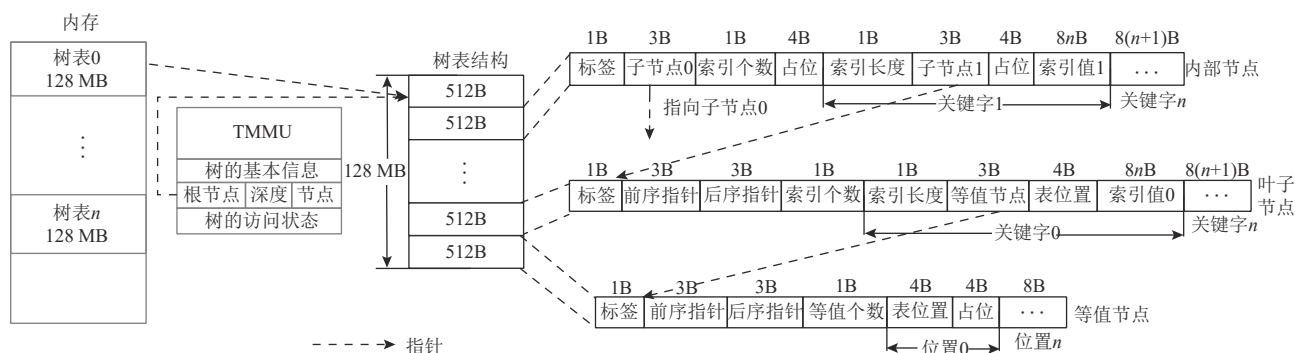 内存
树表0
128 MB
⋮
树表n
128 MB
TMMU
树的基本信息
根节点 深度 节点
树的访问状态
树表结构
128 MB
512B
512B
⋮
512B
512B
1B 3B 1B 4B 1B 3B 4B 8nB 8(n+1)B
标签 子节点0 索引个数 占位 索引长度 子节点1 占位 索引值1 ··· 内部节点
关键字1 关键字n
指向子节点0
1B 3B 3B 1B 1B 3B 4B 8nB 8(n+1)B
标签 前序指针 后序指针 索引个数 索引长度 等值节点 表位置 索引值0 ··· 叶子
节点
关键字0 关键字n
1B 3B 3B 1B 4B 4B 8B
标签 前序指针 后序指针 等值个数 表位置 占位 ··· 等值节点
位置0 位置n
指针